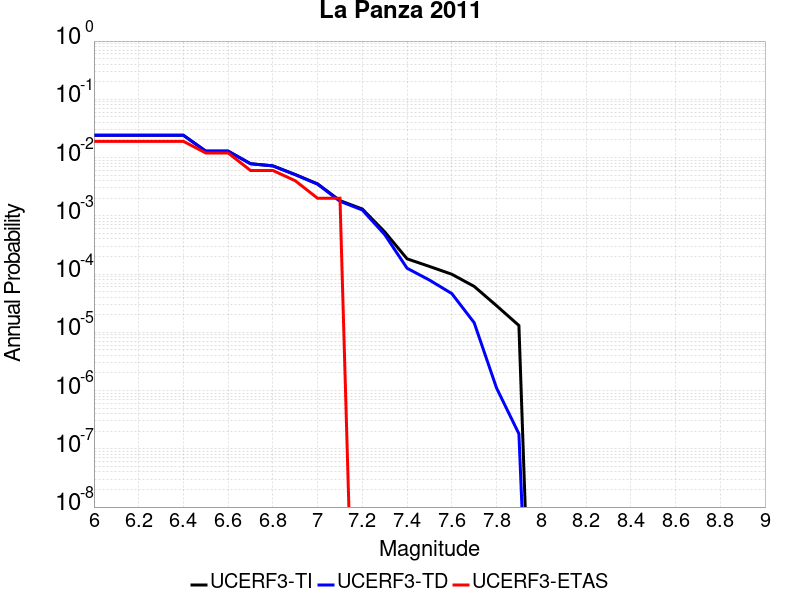 La Panza 2011
10^0
10^-1
10^-2
10^-3
10^-4
10^-5
10^-6
10^-7
10^-8
Annual Probability
6 6.2 6.4 6.6 6.8 7 7.2 7.4 7.6 7.8 8 8.2 8.4 8.6 8.8 9
Magnitude
UCERF3-TI UCERF3-TD UCERF3-ETAS